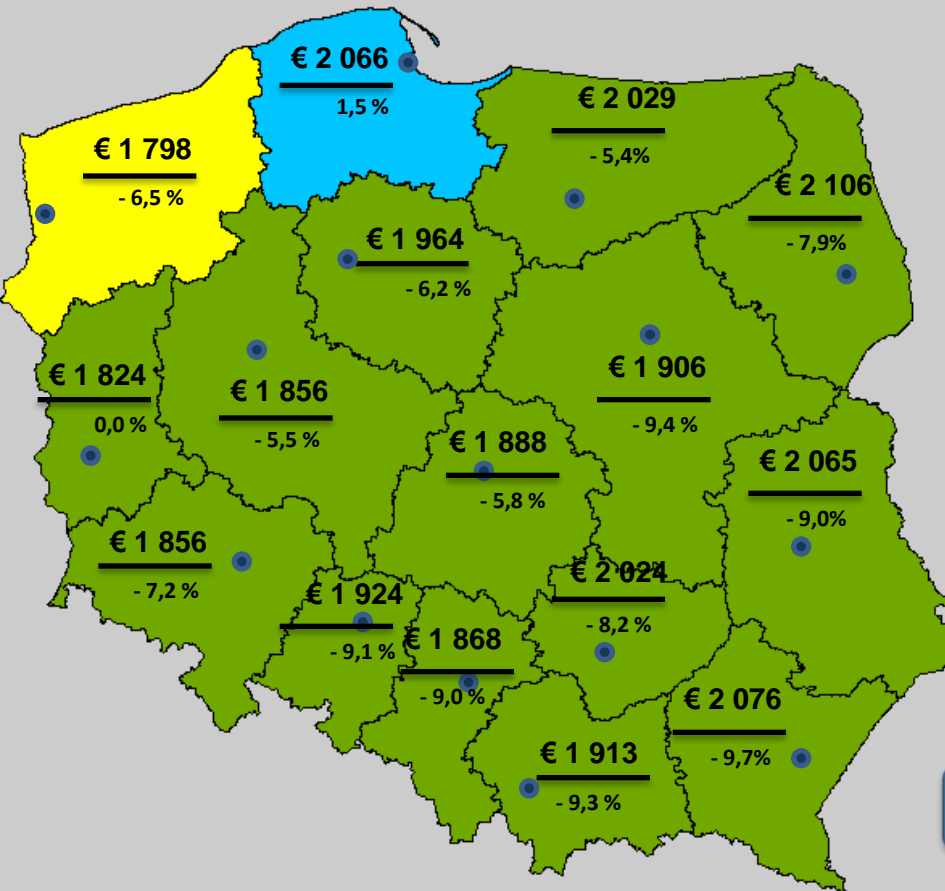 € 2 066
1,5 %
€ 2 029
- 5,4%
€ 1 798
- 6,5 %
€ 2 106
- 7,9%
€ 1 964
- 6,2 %
€ 1 824
0,0 %
€ 1 856
- 5,5 %
€ 1 906
- 9,4 %
€ 1 888
- 5,8 %
€ 2 065
- 9,0%
€ 1 856
- 7,2 %
€ 1 924
- 9,1 %
€ 2 024
- 8,2 %
€ 1 868
- 9,0 %
€ 2 076
- 9,7%
€ 1 913
- 9,3 %